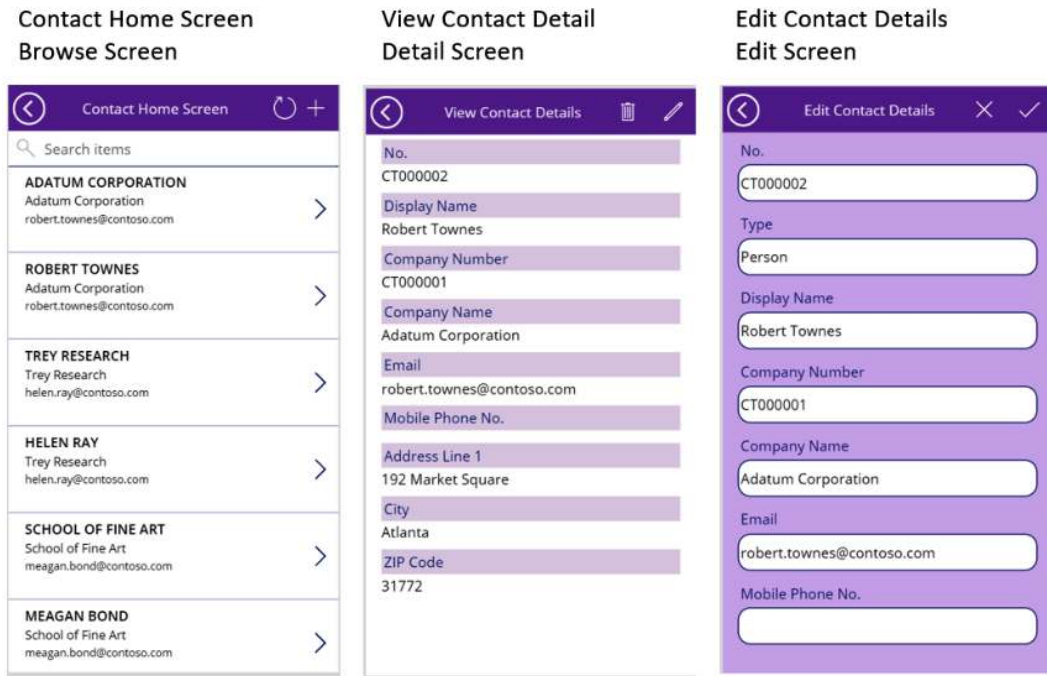 Contact Home Screen
Browse Screen
Contact Home Screen
Search items
ADATUM CORPORATION
Adatum Corporation
robert.townes@contoso.com
ROBERT TOWNES
Adatum Corporation
robert.townes@contoso.com
TREY RESEARCH
Trey Research
helen.ray@contoso.com
HELEN RAY
Trey Research
helen.ray@contoso.com
SCHOOL OF FINE ART
School of Fine Art
meagan.bond@contoso.com
MEAGAN BOND
School of Fine Art
meagan.bond@contoso.com
View Contact Detail
Detail Screen
View Contact Details
No.
CT000002
Display Name
Robert Townes
Company Number
CT000001
Company Name
Adatum Corporation
Email
robert.townes@contoso.com
Mobile Phone No.
Address Line 1
192 Market Square
City
Atlanta
ZIP Code
31772
Edit Contact Details
Edit Screen
Edit Contact Details
No.
CT000002
Type
Person
Display Name
Robert Townes
Company Number
CT000001
Company Name
Adatum Corporation
Email
robert.townes@contoso.com
Mobile Phone No.